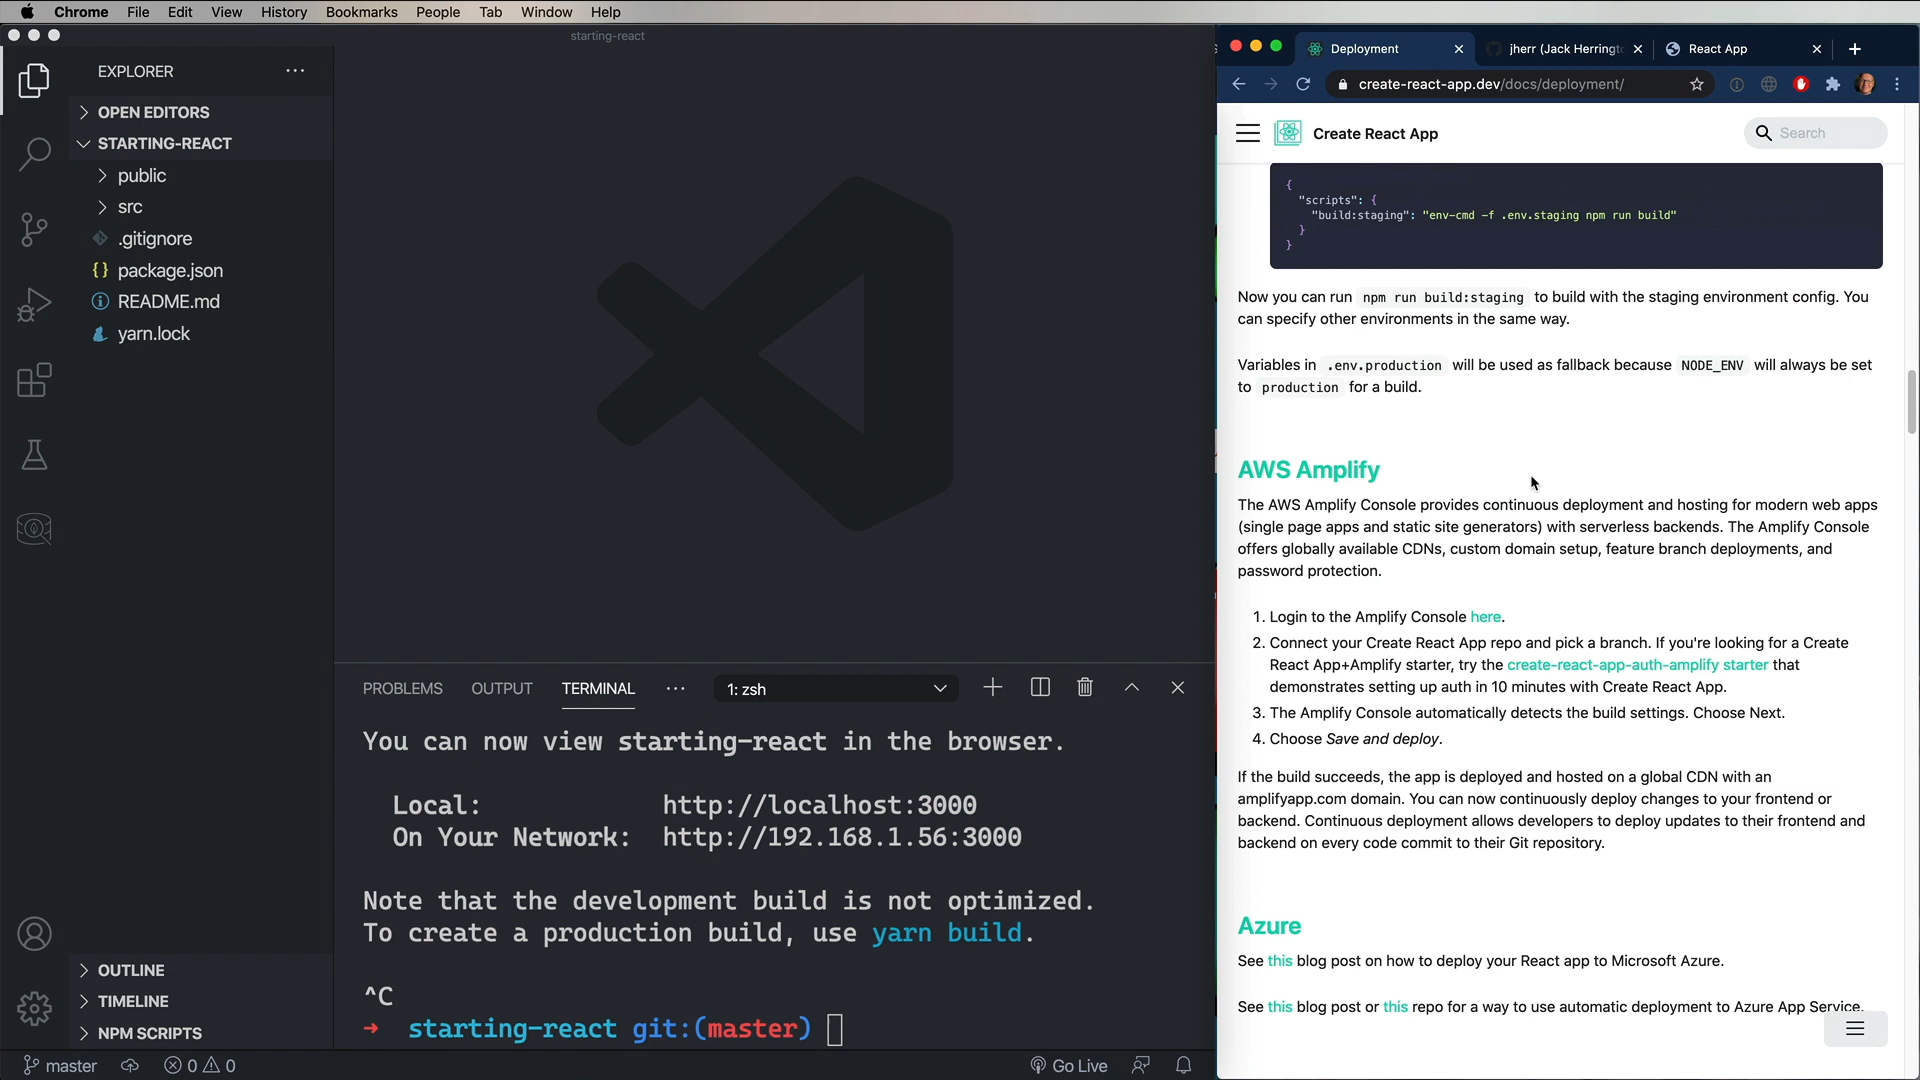 Chrome File Edit View History Bookmarks People Tab Window Help
starting-react
EXPLORER
OPEN EDITORS
STARTING-REACT
public
src
.gitignore
{} package.json
README.md
yarn.lock
OUTLINE
TIMELINE
NPM SCRIPTS
PROBLEMS OUTPUT TERMINAL ··· 1: zsh
You can now view starting-react in the browser.
Local: http://localhost:3000
On Your Network: http://192.168.1.56:3000
Note that the development build is not optimized.
To create a production build, use yarn build.
^C
➜ starting-react git:(master)
master 0 0 Go Live
Deployment jherr (Jack Herringt React App
create-react-app.dev/docs/deployment/
Create React App Search
{
"scripts": {
"build:staging": "env-cmd -f .env.staging npm run build"
}
}
Now you can run npm run build:staging to build with the staging environment config. You
can specify other environments in the same way.
Variables in .env.production will be used as fallback because NODE_ENV will always be set
to production for a build.
AWS Amplify
The AWS Amplify Console provides continuous deployment and hosting for modern web apps
(single page apps and static site generators) with serverless backends. The Amplify Console
offers globally available CDNs, custom domain setup, feature branch deployments, and
password protection.
1. Login to the Amplify Console here.
2. Connect your Create React App repo and pick a branch. If you're looking for a Create
React App+Amplify starter, try the create-react-app-auth-amplify starter that
demonstrates setting up auth in 10 minutes with Create React App.
3. The Amplify Console automatically detects the build settings. Choose Next.
4. Choose Save and deploy.
If the build succeeds, the app is deployed and hosted on a global CDN with an
amplifyapp.com domain. You can now continuously deploy changes to your frontend or
backend. Continuous deployment allows developers to deploy updates to their frontend and
backend on every code commit to their Git repository.
Azure
See this blog post on how to deploy your React app to Microsoft Azure.
See this blog post or this repo for a way to use automatic deployment to Azure App Service.